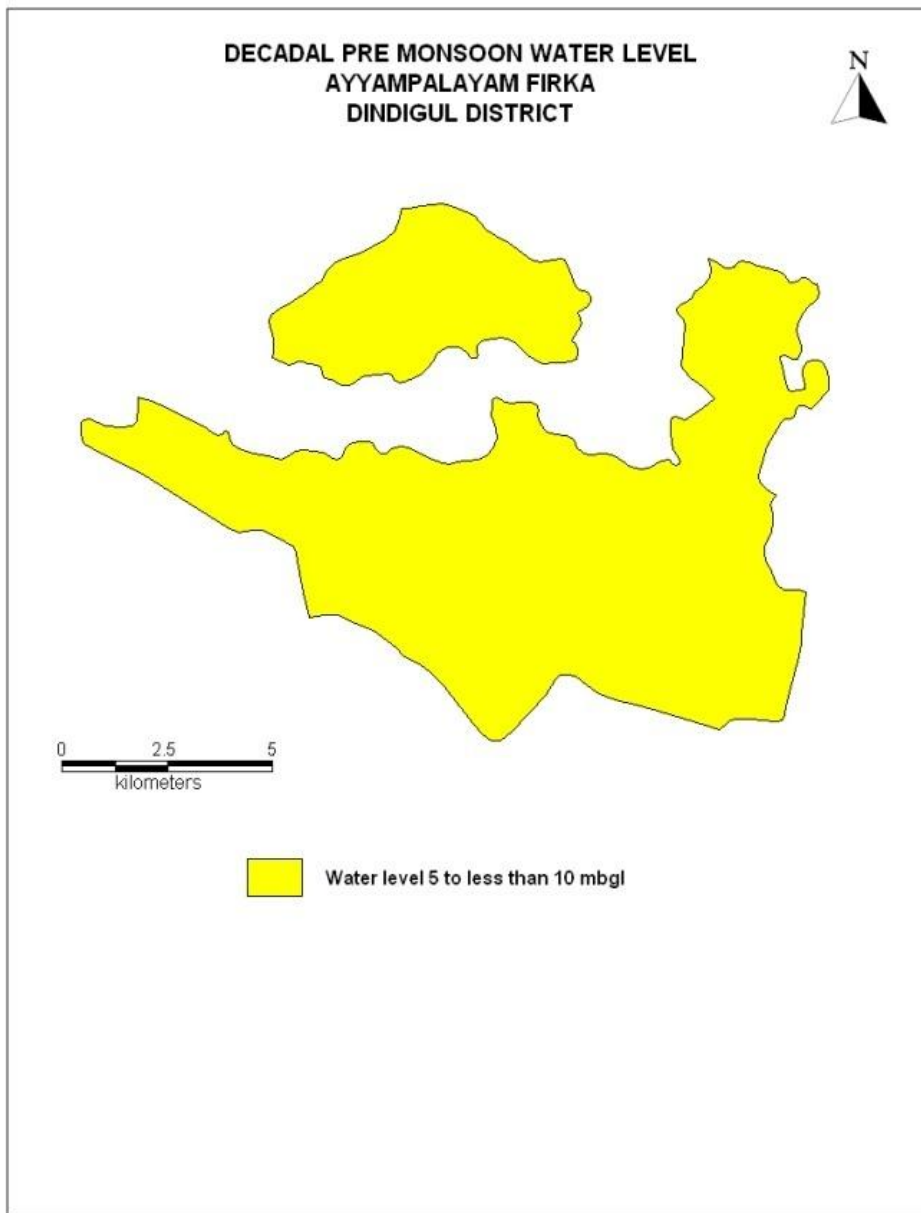 DECADAL PRE MONSOON WATER LEVEL
AYYAMPALAYAM FIRKA
DINDIGUL DISTRICT
N
0 2.5 5
kilometers
Water level 5 to less than 10 mbgl